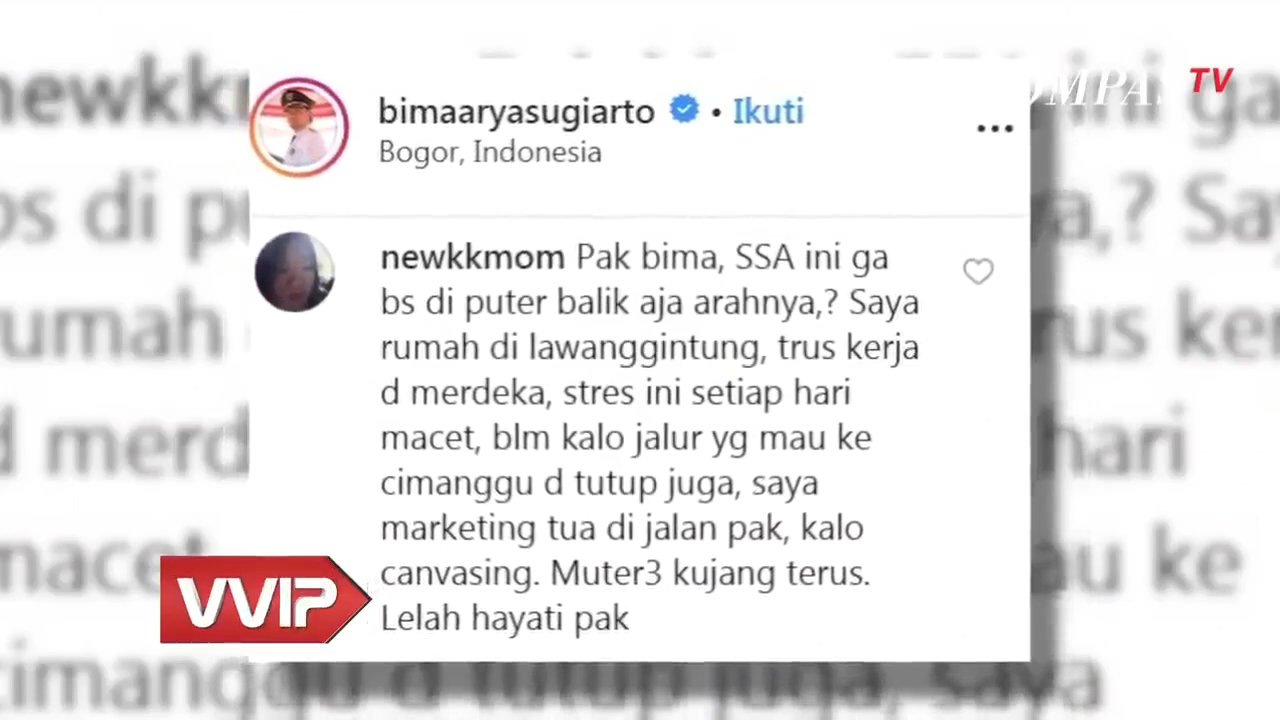 KOMPAS TV
bimaaryasugiarto • Ikuti
Bogor, Indonesia
newkkmom Pak bima, SSA ini ga
bs di puter balik aja arahnya,? Saya
rumah di lawanggintung, trus kerja
d merdeka, stres ini setiap hari
macet, blm kalo jalur yg mau ke
cimanggu d tutup juga, saya
marketing tua di jalan pak, kalo
canvasing. Muter3 kujang terus.
Lelah hayati pak
VVIP